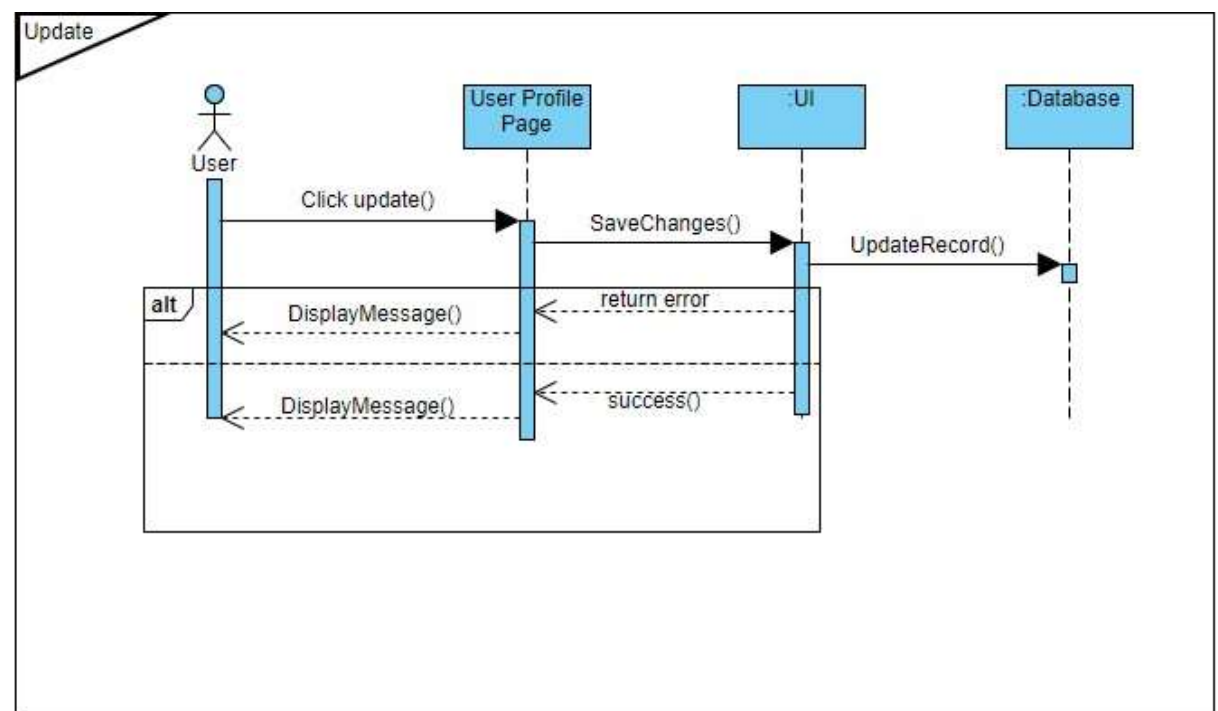 Update
User Profile
Page
:UI
:Database
User
Click update()
SaveChanges()
UpdateRecord()
alt
return error
DisplayMessage()
success()
DisplayMessage()